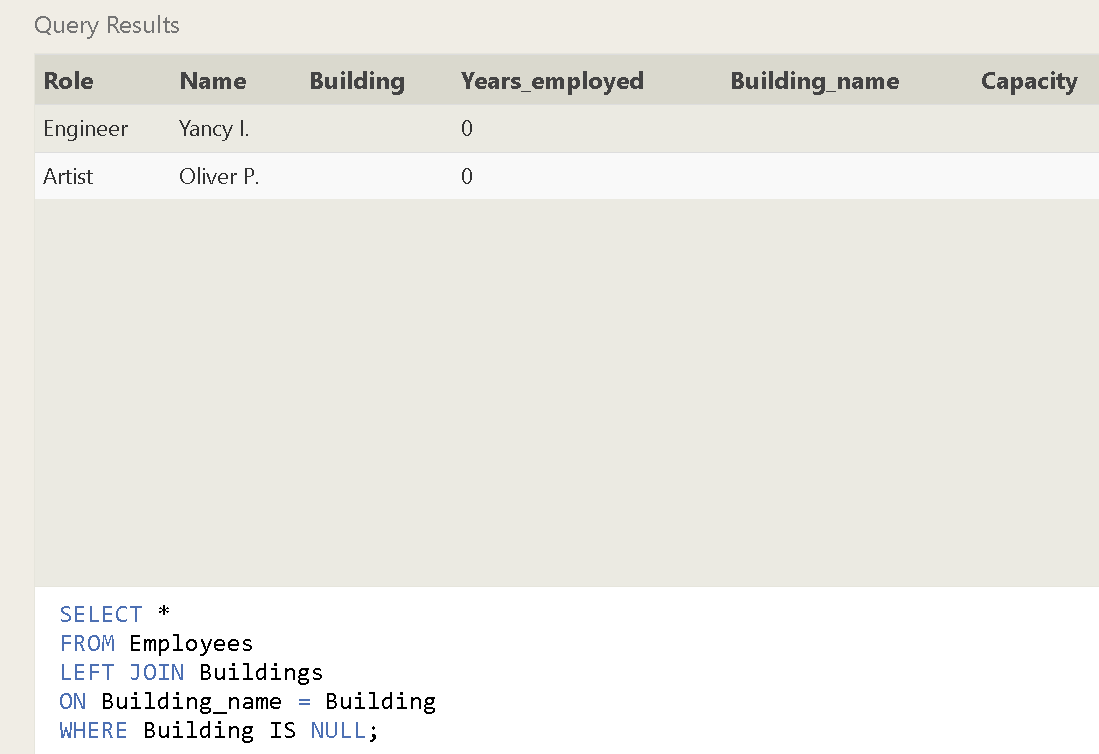 Query Results
Role Name Building Years_employed Building_name Capacity
Engineer Yancy I. 0
Artist Oliver P. 0
SELECT *
FROM Employees
LEFT JOIN Buildings
ON Building_name = Building
WHERE Building IS NULL;